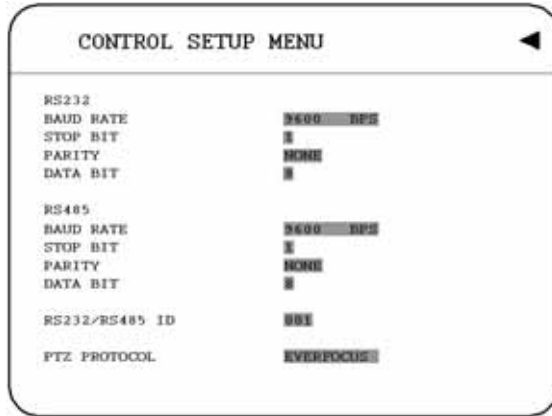 CONTROL SETUP MENU
RS232
BAUD RATE 9600 BPS
STOP BIT 1
PARITY NONE
DATA BIT 8
RS485
BAUD RATE 9600 BPS
STOP BIT 1
PARITY NONE
DATA BIT 8
RS232/RS485 ID 001
PTZ PROTOCOL EVERFOCUS